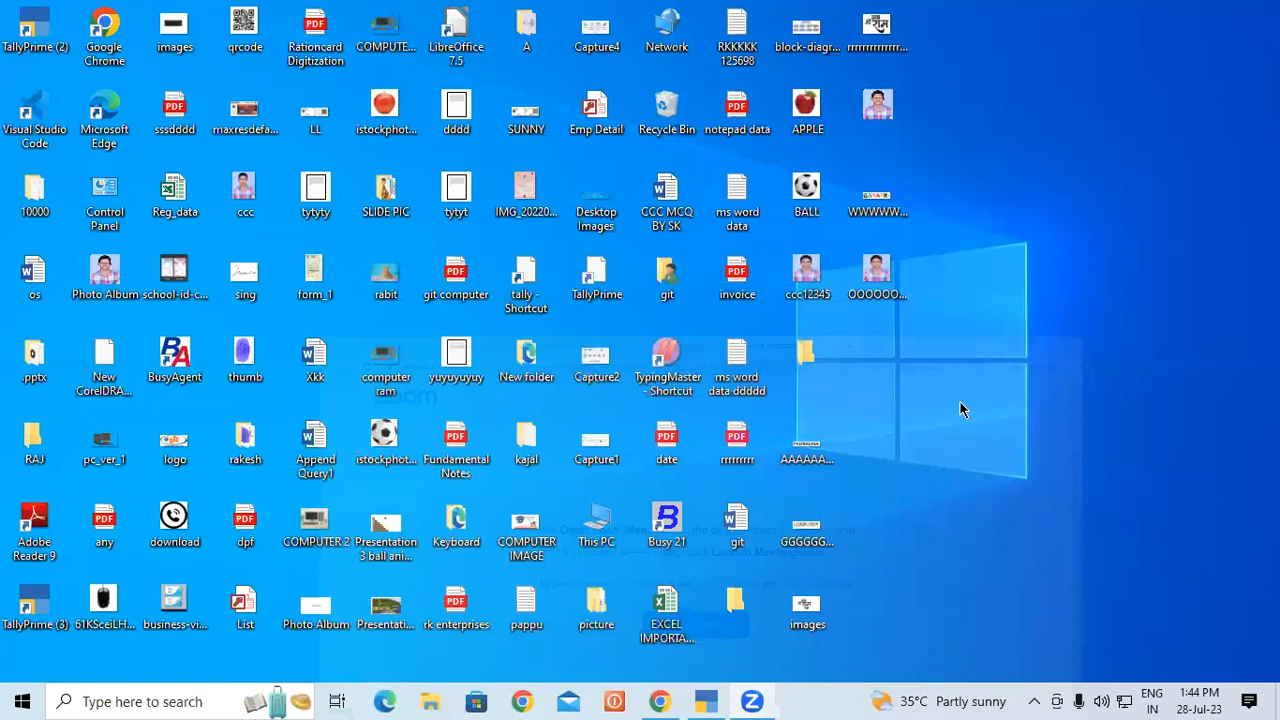 TallyPrime (2)
Google
Chrome
images
qrcode
Rationcard
Digitization
COMPUTE...
LibreOffice
7.5
A
Capture4
Network
RKKKKK
125698
block-diagr...
rrrrrrrrrrrrr...
Visual Studio
Code
Microsoft
Edge
sssdddd
maxresdefa...
LL
istockphot...
dddd
SUNNY
Emp Detail
Recycle Bin
notepad data
APPLE
10000
Control
Panel
Reg_data
ccc
tytyty
SLIDE PIC
tytyt
IMG_20220...
Desktop
Images
CCC MCQ
BY SK
ms word
data
BALL
WWWWW...
os
Photo Album
school-id-c...
sing
form_1
rabit
git computer
tally -
Shortcut
TallyPrime
git
invoice
ccc12345
OOOOOO...
.pptx
New
CorelDRA...
BusyAgent
thumb
Xkk
computer
ram
yuyuyuyuy
New folder
Capture2
TypingMaster
- Shortcut
ms word
data ddddd
RAJ
pc_ver_1
logo
rakesh
Append
Query1
istockphot...
Fundamental
Notes
kajal
Capture1
date
rrrrrrrr
AAAAAA...
Adobe
Reader 9
any
download
dpf
COMPUTER 2
Presentation
3 ball ani...
Keyboard
COMPUTER
IMAGE
This PC
Busy 21
git
GGGGGG...
TallyPrime (3)
61KSceiLH...
business-vi...
List
Photo Album
Presentati...
rk enterprises
pappu
picture
EXCEL
IMPORTA...
images
Type here to search
35°C Partly sunny
ENG
IN
1:44 PM
28-Jul-23